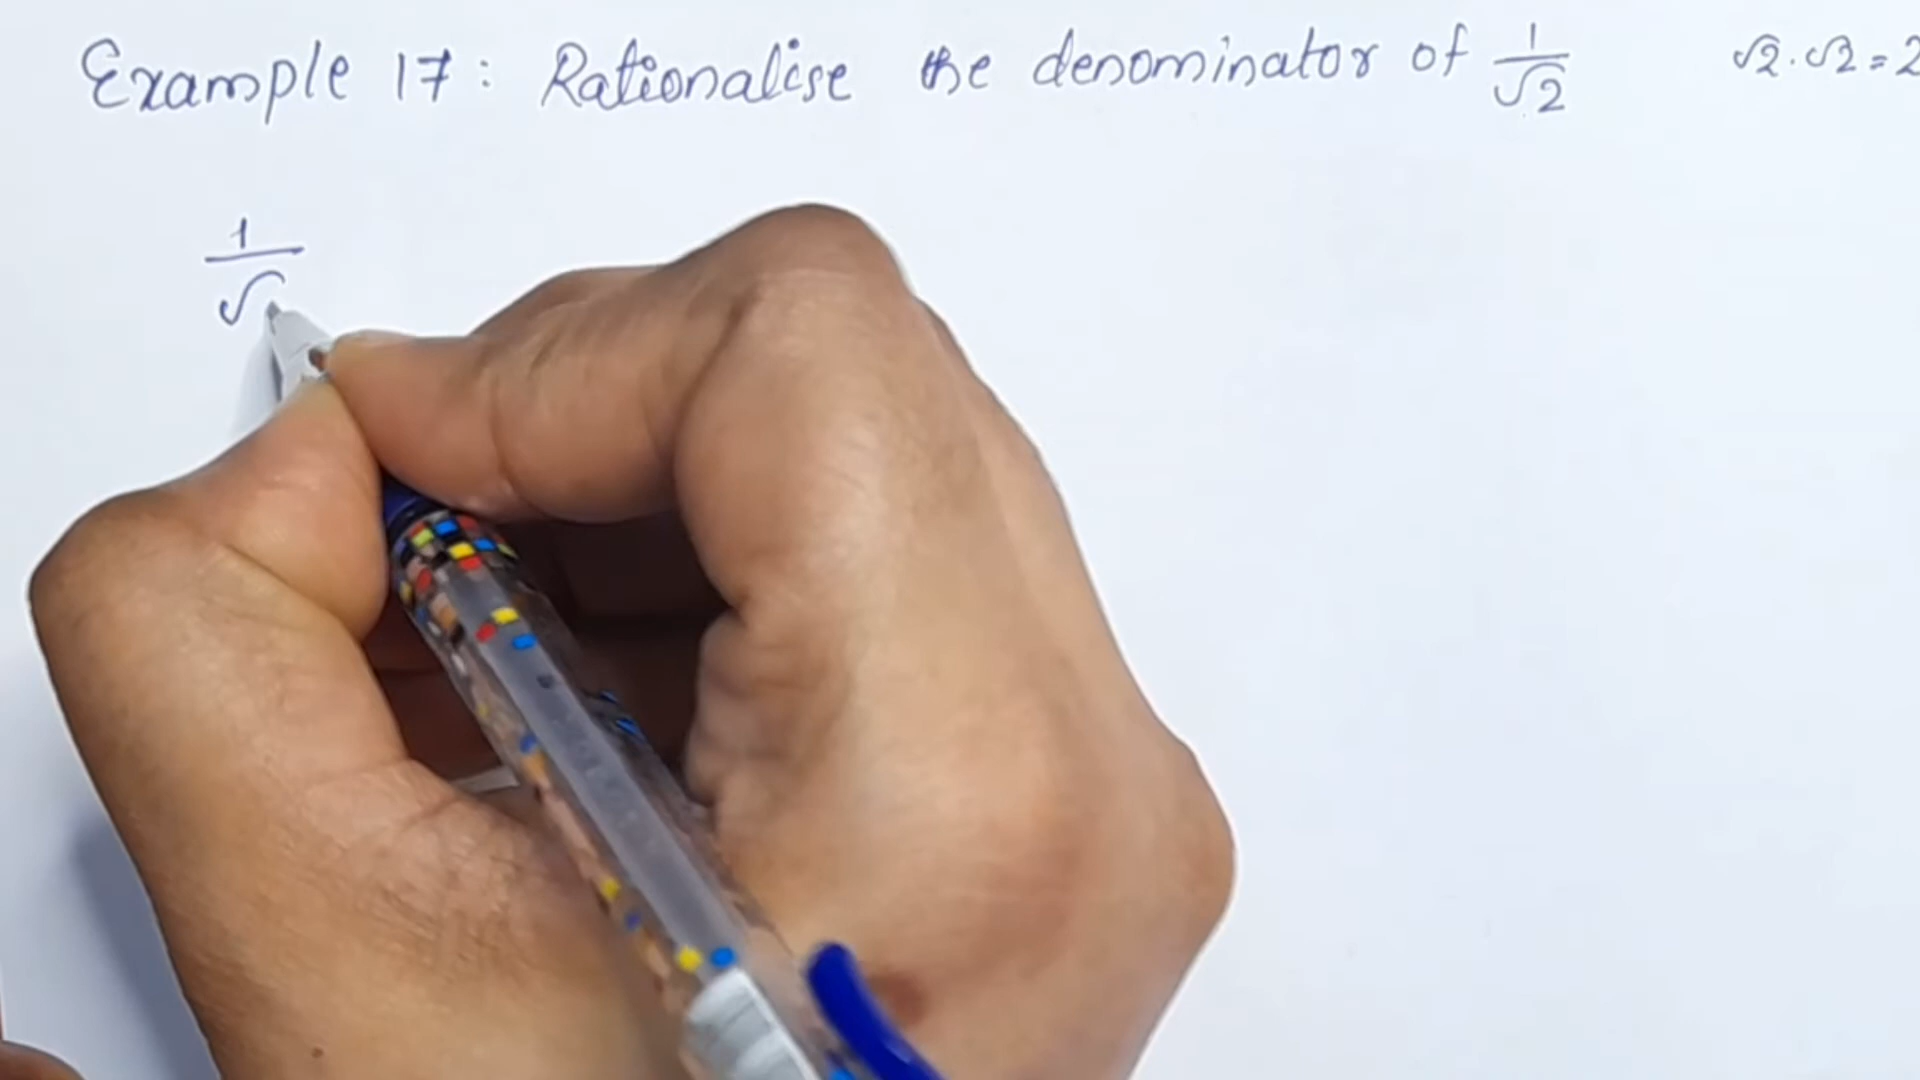 Example 17: Rationalise the denominator of 1/√2 √2.√2=2
1/√